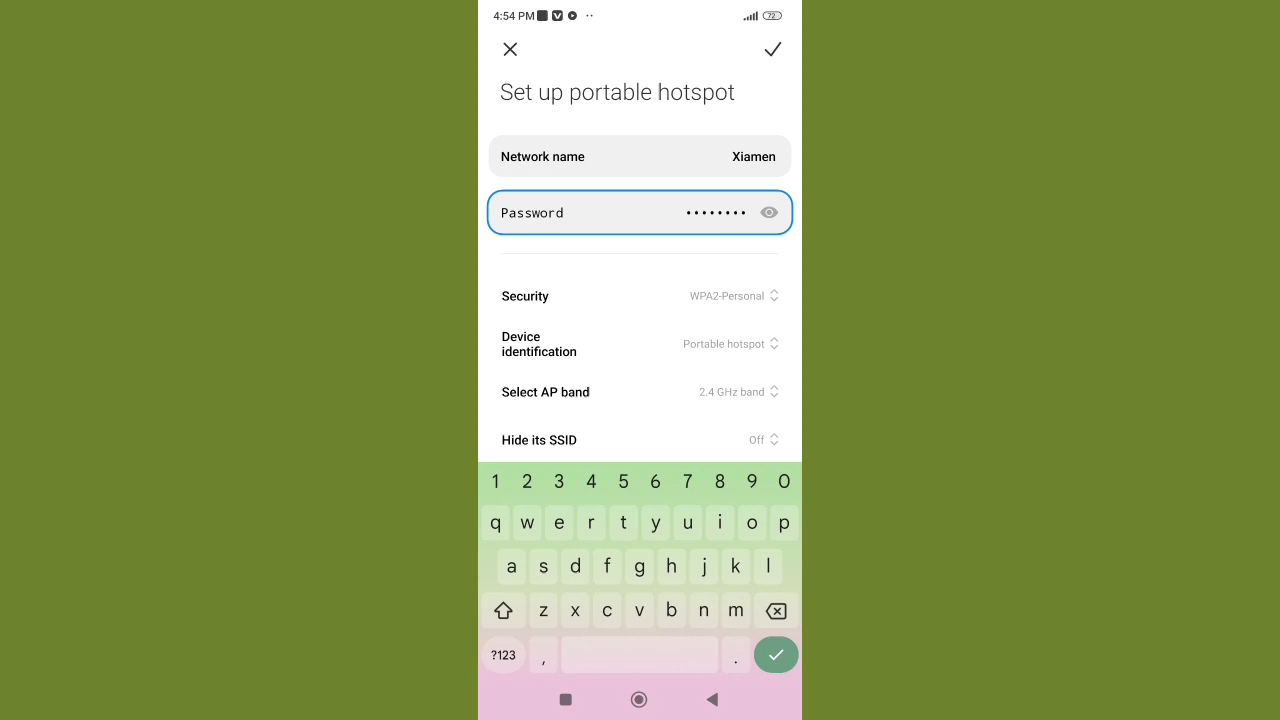 4:54 PM 72
Set up portable hotspot
Network name Xiamen
Password ••••••••
Security WPA2-Personal
Device
identification Portable hotspot
Select AP band 2.4 GHz band
Hide its SSID Off
1 2 3 4 5 6 7 8 9 0
q w e r t y u i o p
a s d f g h j k l
z x c v b n m
?123 , .